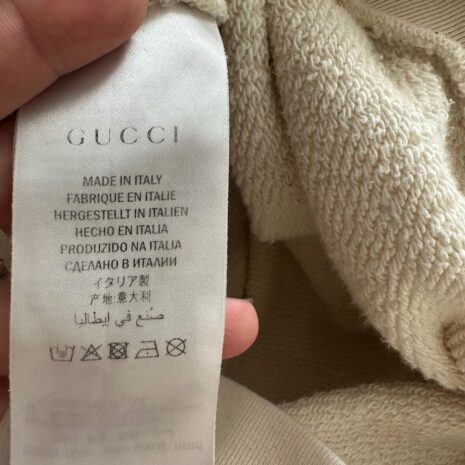 GUCCI
MADE IN ITALY
FABRIQUE EN ITALIE
HERGESTELLT IN ITALIEN
HECHO EN ITALIA
PRODUZIDO NA ITALIA
СДЕЛАНО В ИТАЛИИ
イタリア製
产地:意大利
صُنع في إيطاليا